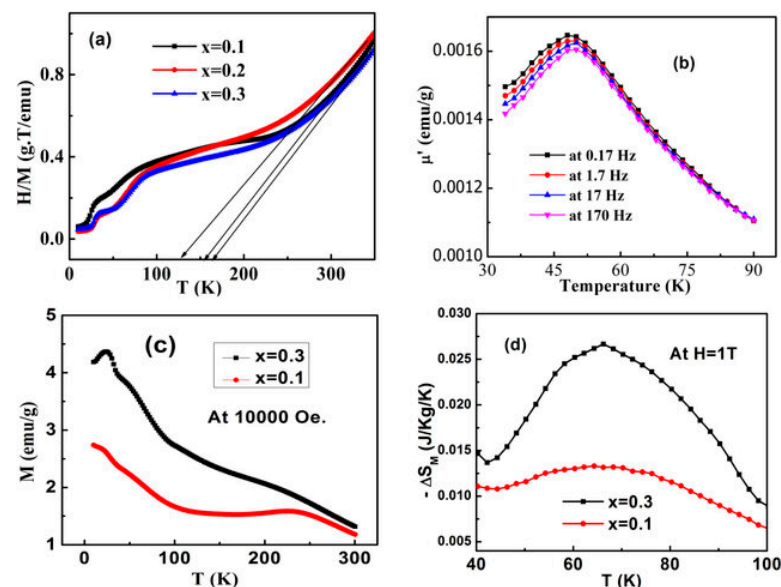 (a)
x=0.1
x=0.2
x=0.3
H/M (g.T/emu)
0.8
0.4
0.0
0 100 200 300
T (K)
(b)
μ' (emu/g)
0.0016
0.0014
0.0012
0.0010
at 0.17 Hz
at 1.7 Hz
at 17 Hz
at 170 Hz
30 45 60 75 90
Temperature (K)
(c)
x=0.3
x=0.1
At 10000 Oe.
M (emu/g)
5
4
3
2
1
0 100 200 300
T (K)
(d)
At H=1T
- ΔS_M (J/Kg/K)
0.030
0.025
0.020
0.015
0.010
0.005
x=0.3
x=0.1
40 60 80 100
T (K)